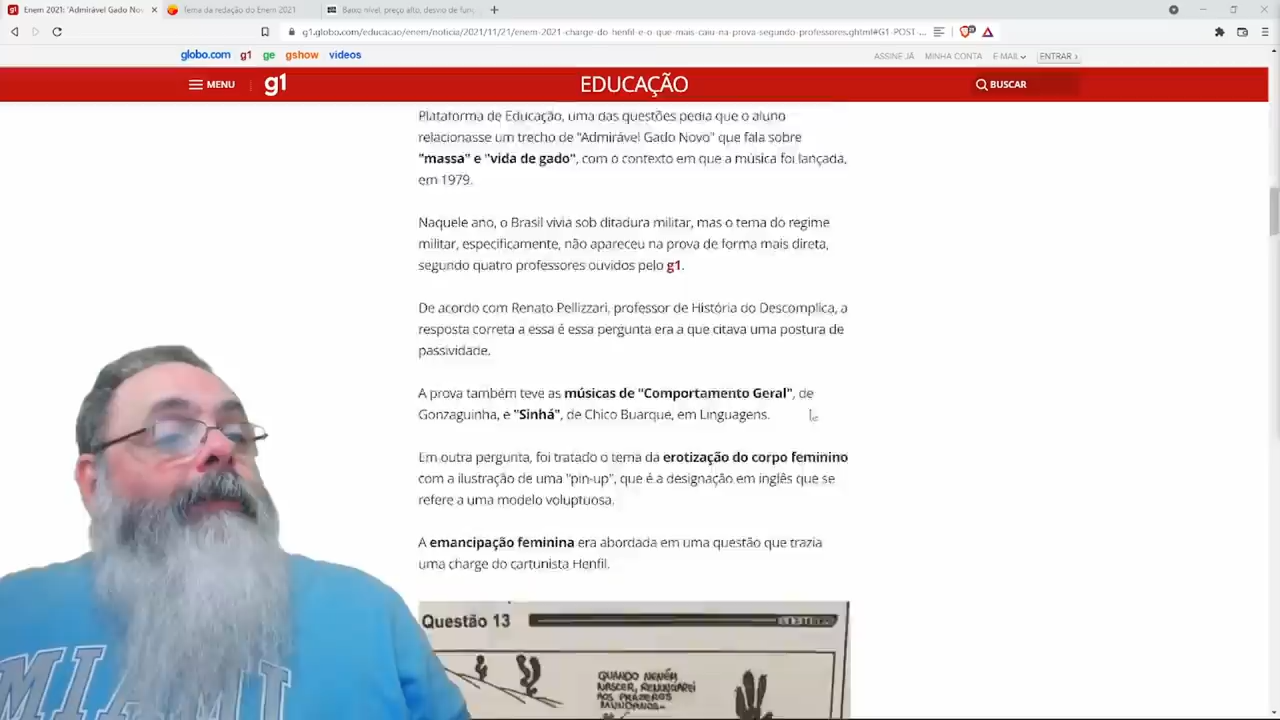 Enem 2021: 'Admirável Gado Nov
Tema da redação do Enem 2021
Baixo nível, preço alto, desvio de fun
g1.globo.com/educacao/enem/noticia/2021/11/21/enem-2021-charge-do-henfil-e-o-que-mais-caiu-na-prova-segundo-professores.ghtml#G1-POST-...
globo.com g1 ge gshow videos
ASSINE JÁ MINHA CONTA E-MAIL ENTRAR ›
MENU g1 EDUCAÇÃO BUSCAR
Plataforma de Educação, uma das questões pedia que o aluno
relacionasse um trecho de "Admirável Gado Novo" que fala sobre
"massa" e "vida de gado", com o contexto em que a música foi lançada,
em 1979.
Naquele ano, o Brasil vivia sob ditadura militar, mas o tema do regime
militar, especificamente, não apareceu na prova de forma mais direta,
segundo quatro professores ouvidos pelo g1.
De acordo com Renato Pellizzari, professor de História do Descomplica, a
resposta correta a essa é essa pergunta era a que citava uma postura de
passividade.
A prova também teve as músicas de "Comportamento Geral", de
Gonzaguinha, e "Sinhá", de Chico Buarque, em Linguagens.
Em outra pergunta, foi tratado o tema da erotização do corpo feminino
com a ilustração de uma "pin-up", que é a designação em inglês que se
refere a uma modelo voluptuosa.
A emancipação feminina era abordada em uma questão que trazia
uma charge do cartunista Henfil.
Questão 13
QUANDO NENÉM
NASCER, RENUNCIAREI
AOS PRAZERES
MUNDANOS-
MIA